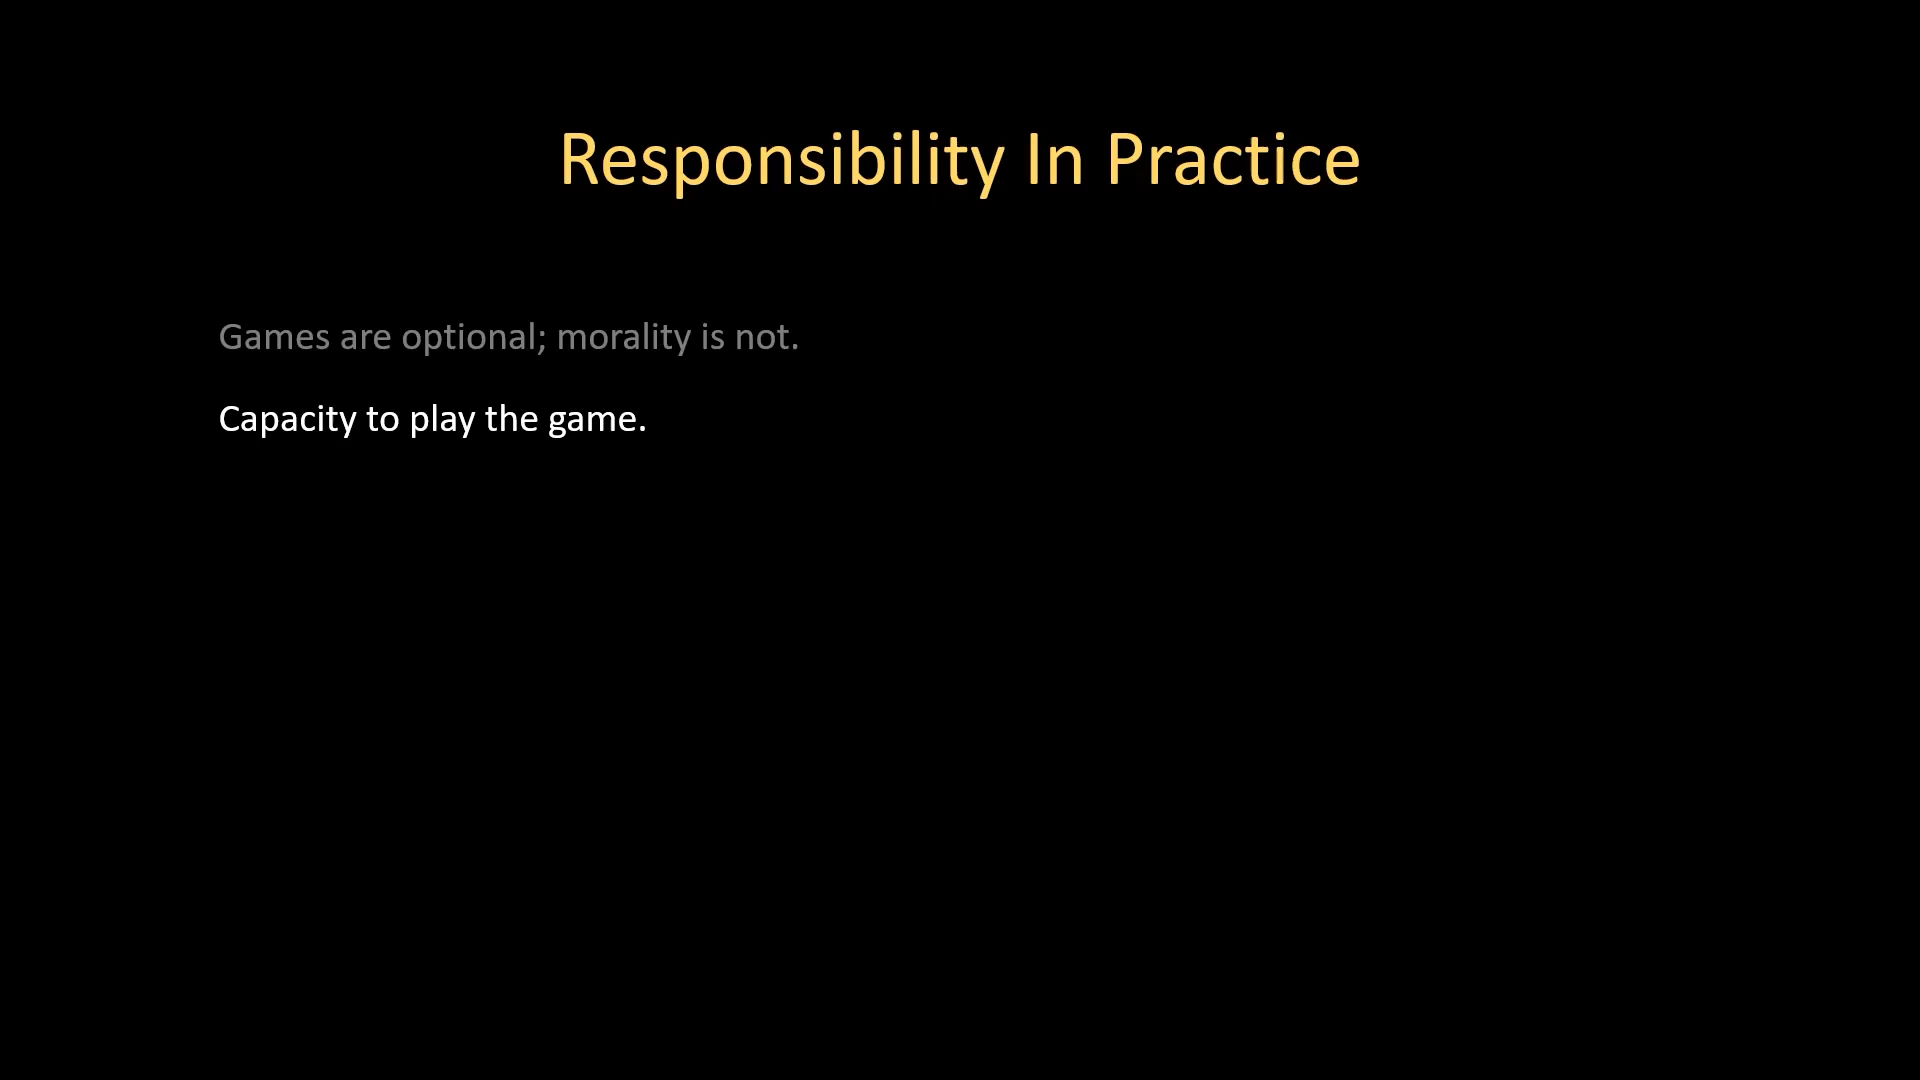 Responsibility In Practice
Games are optional; morality is not.
Capacity to play the game.